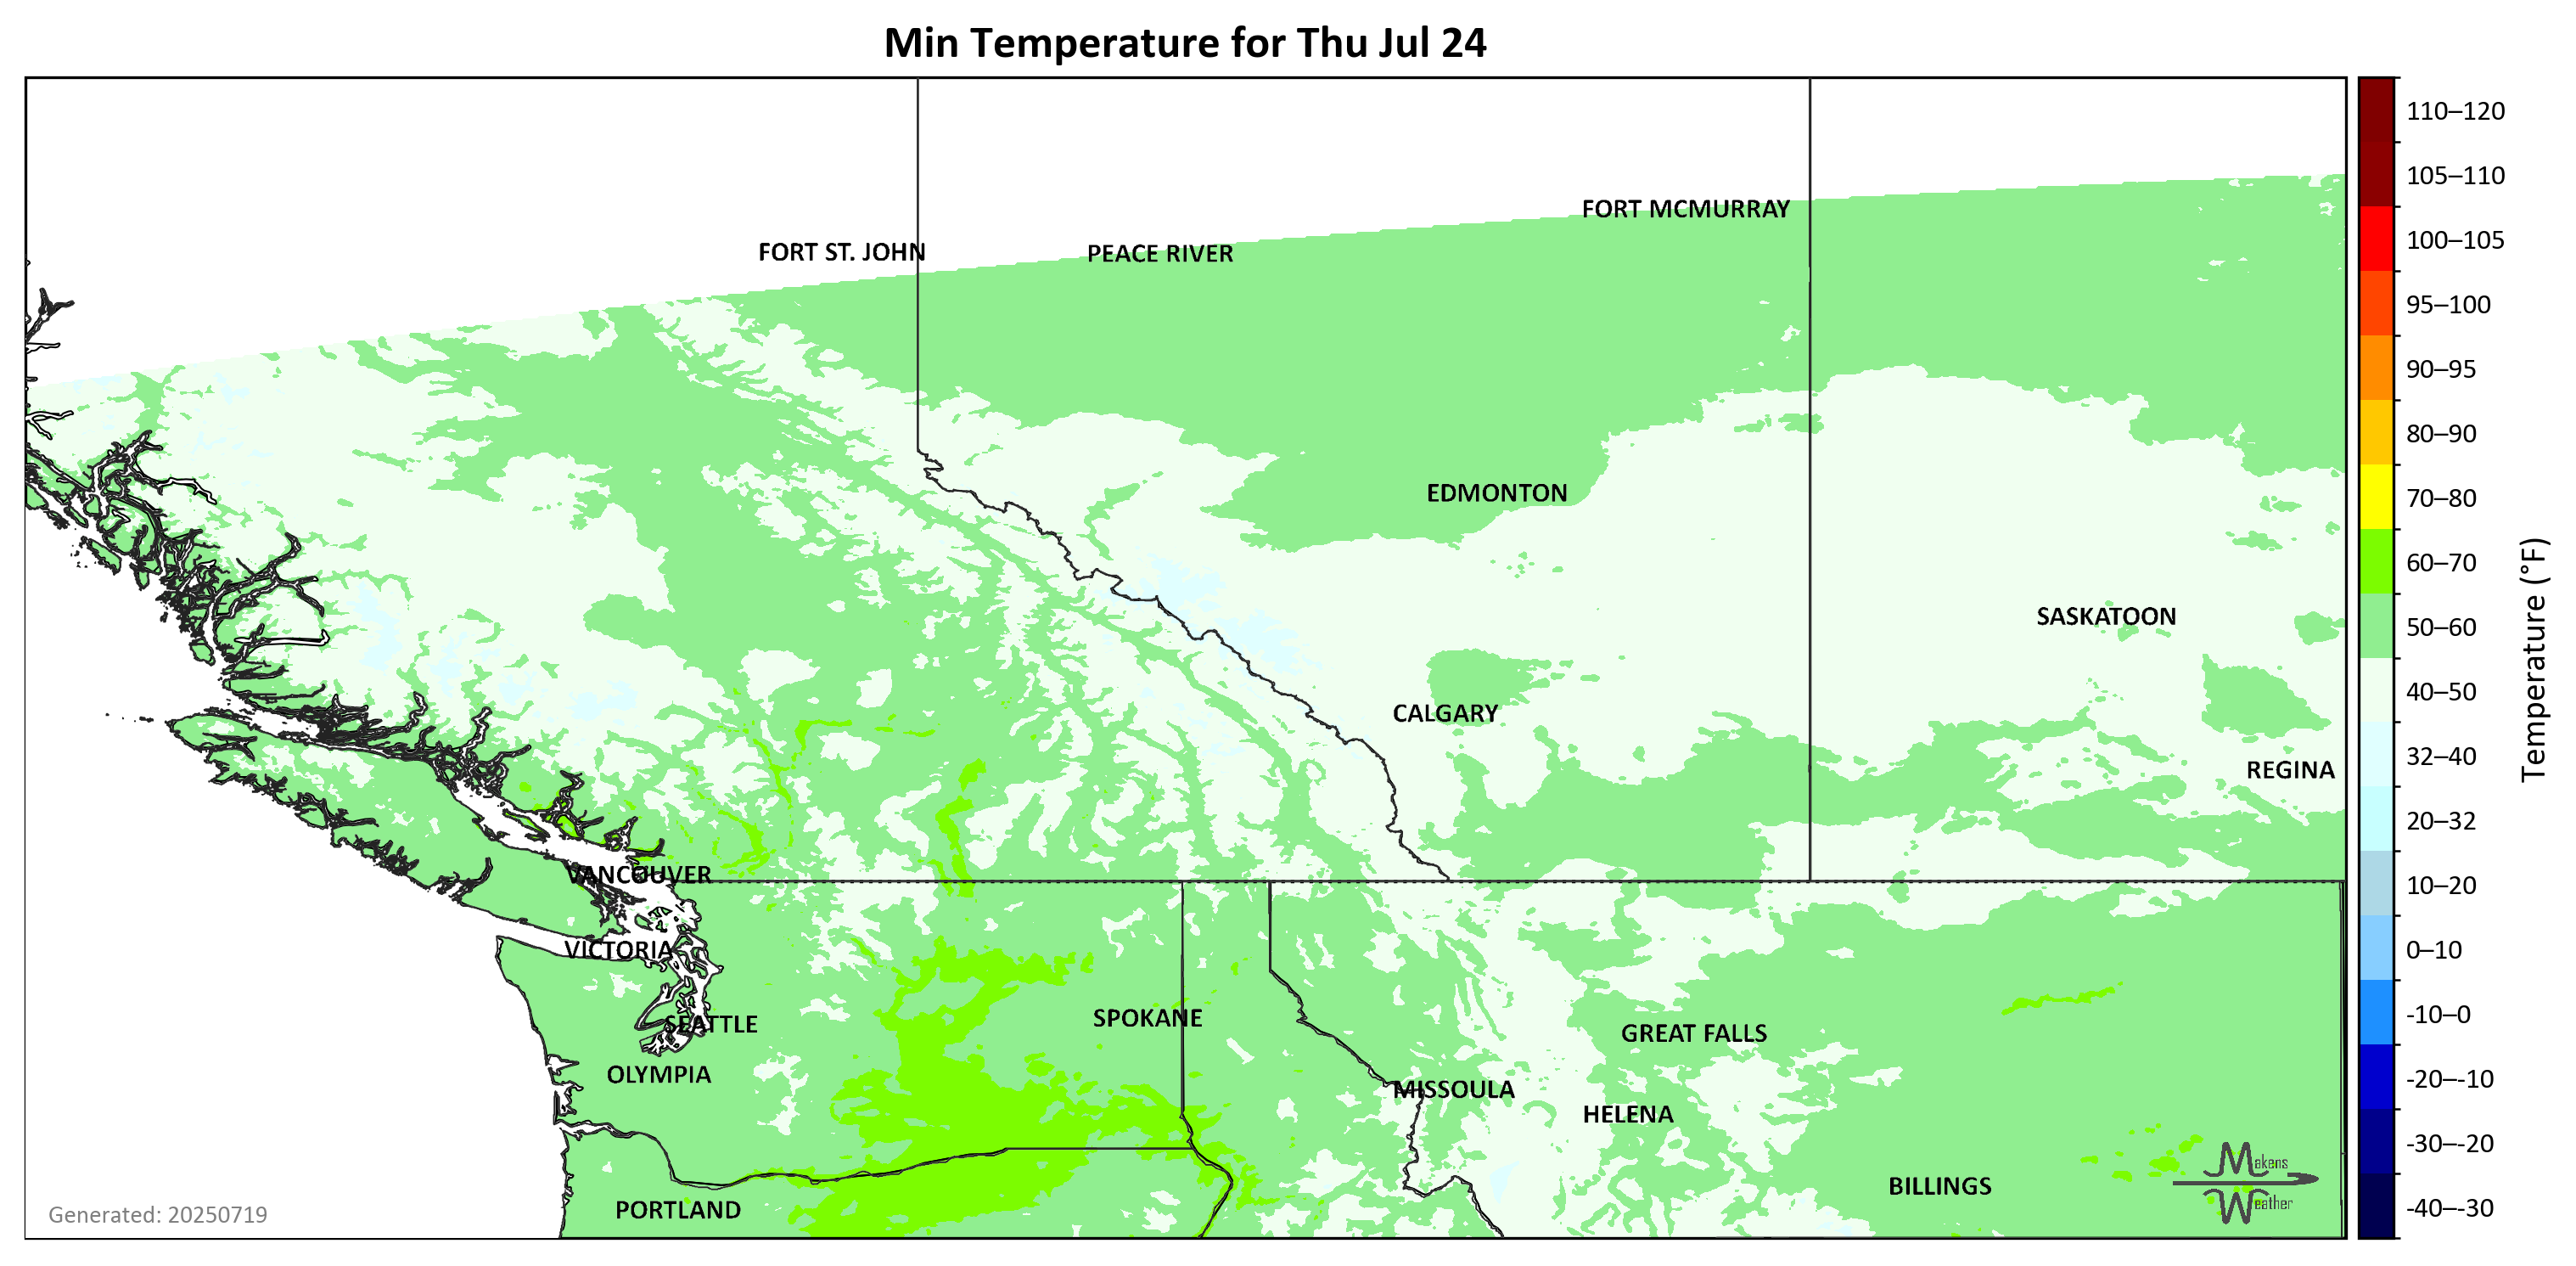 Min Temperature for Thu Jul 24
110–120
105–110
100–105
95–100
90–95
80–90
70–80
60–70
50–60
40–50
32–40
20–32
10–20
0–10
-10–0
-20–-10
-30–-20
-40–-30
Temperature (°F)
FORT MCMURRAY
FORT ST. JOHN
PEACE RIVER
EDMONTON
SASKATOON
CALGARY
REGINA
VANCOUVER
VICTORIA
SEATTLE
SPOKANE
GREAT FALLS
OLYMPIA
MISSOULA
HELENA
BILLINGS
PORTLAND
Makens
Weather
Generated: 20250719